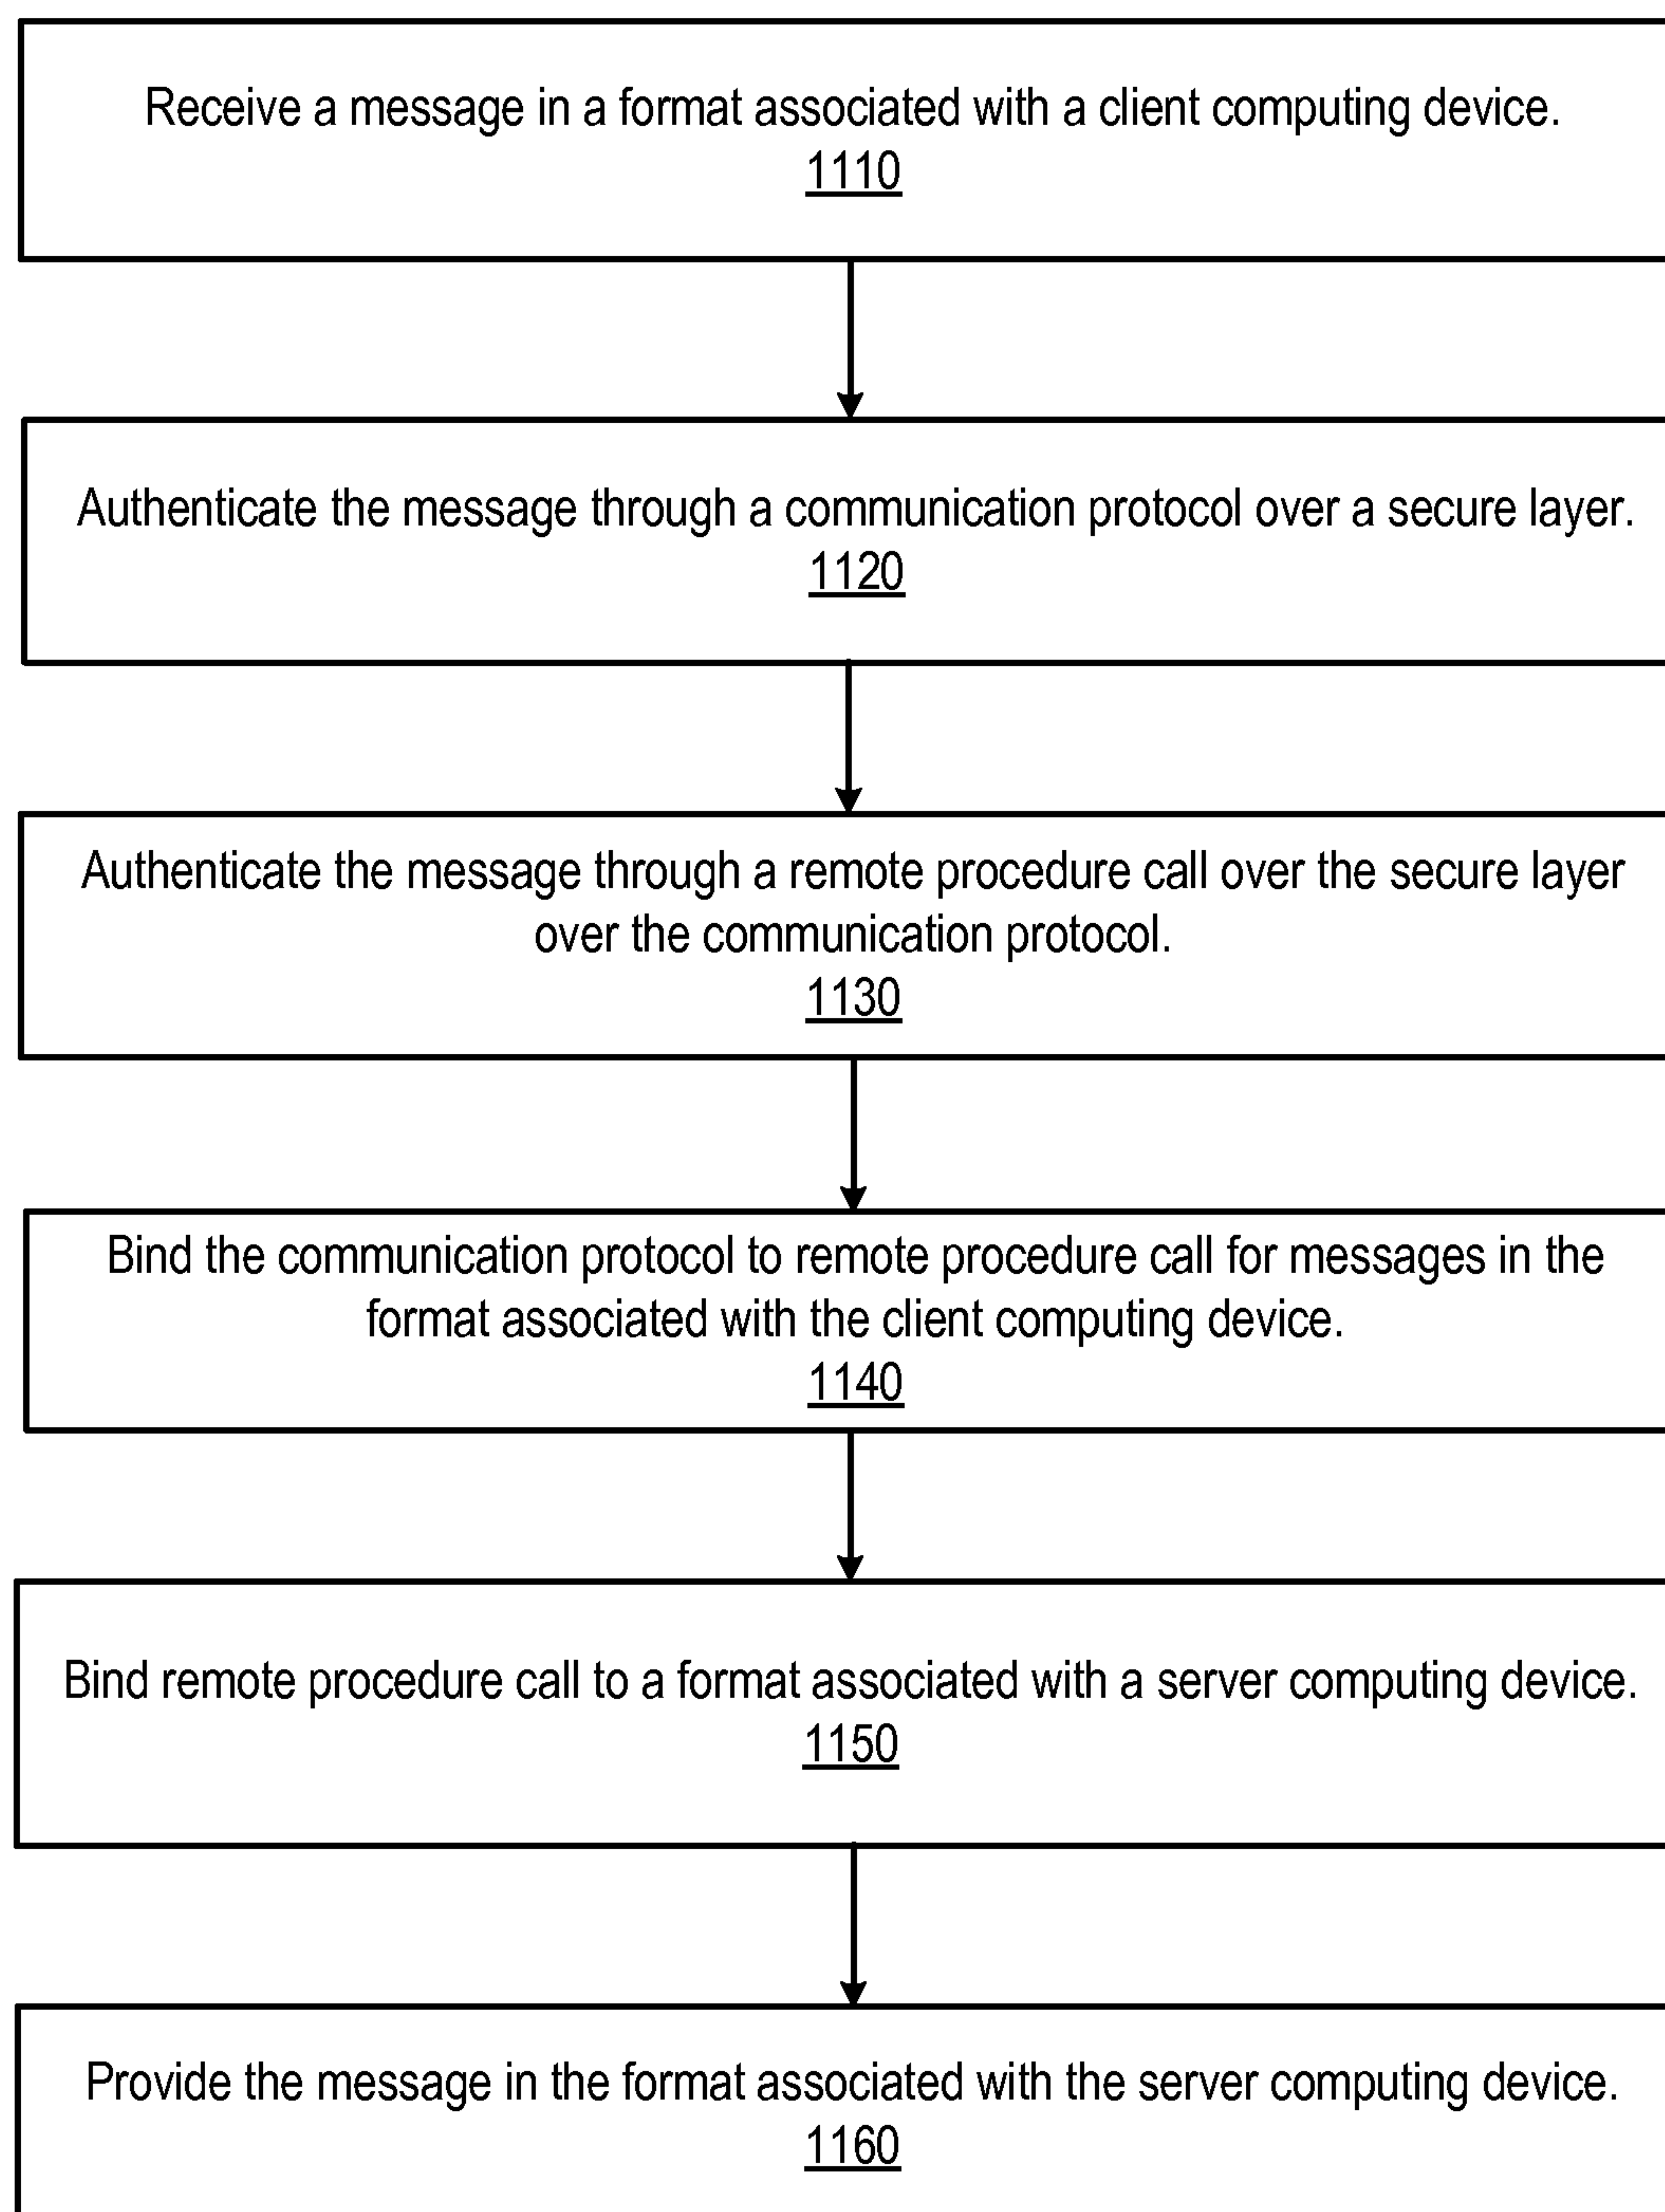 Receive a message in a format associated with a client computing device.
1110
Authenticate the message through a communication protocol over a secure layer.
1120
Authenticate the message through a remote procedure call over the secure layer
over the communication protocol.
1130
Bind the communication protocol to remote procedure call for messages in the
format associated with the client computing device.
1140
Bind remote procedure call to a format associated with a server computing device.
1150
Provide the message in the format associated with the server computing device.
1160